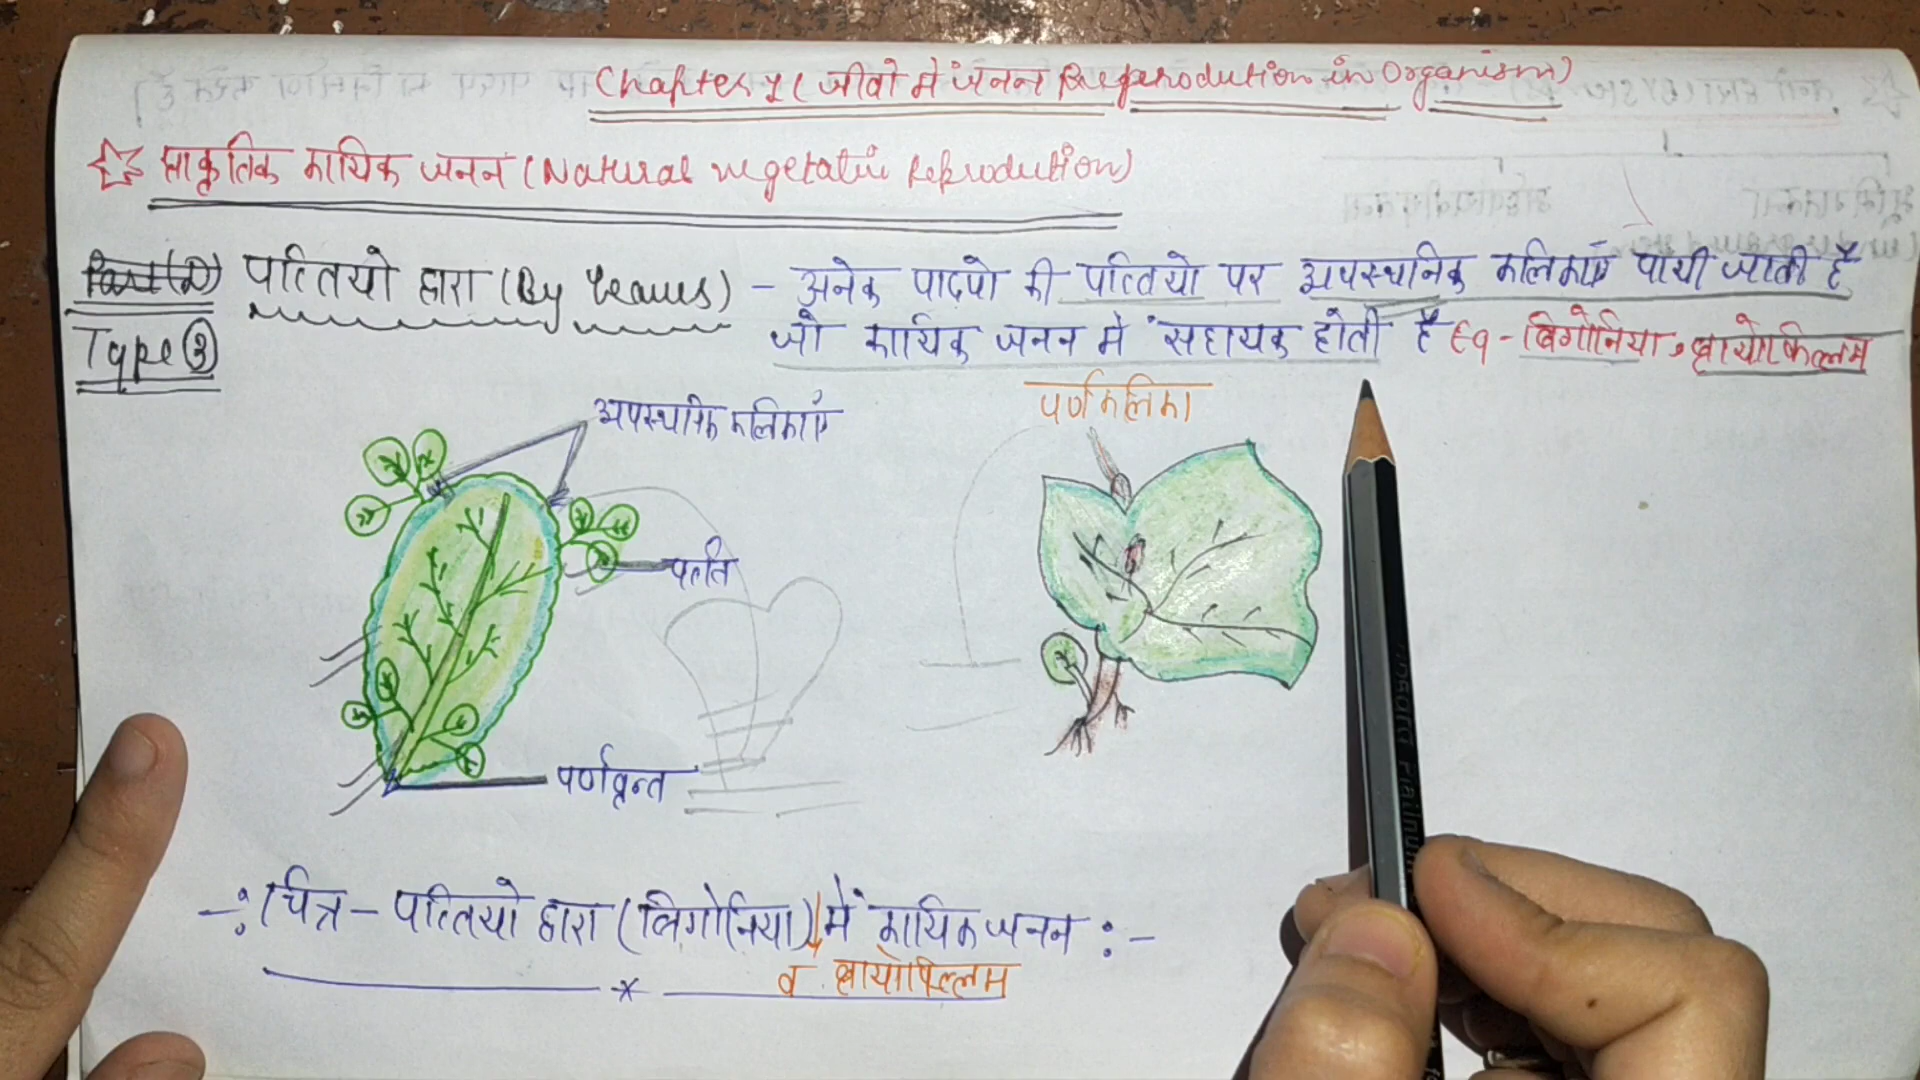 Chapter 1 ( जीवो मे जनन Reproduction in Organism)
प्राकृतिक कायिक जनन (Natural vegetative Reproduction)
पत्तियो द्वारा (By Leaves) - अनेक पादपो की पत्तियो पर अपस्थानिक कलिकाएं पायी जाती है
Type ③ जो कायिक जनन मे सहायक होती है Eg - बिगोनिया, ब्रायोफिल्लम
अपस्थानिक कलिकाएं
पर्णकलिका
पत्ति
पर्णवृन्त
-: चित्र - पत्तियो द्वारा (बिगोनिया) में कायिक जनन :-
व ब्रायोफिल्लम